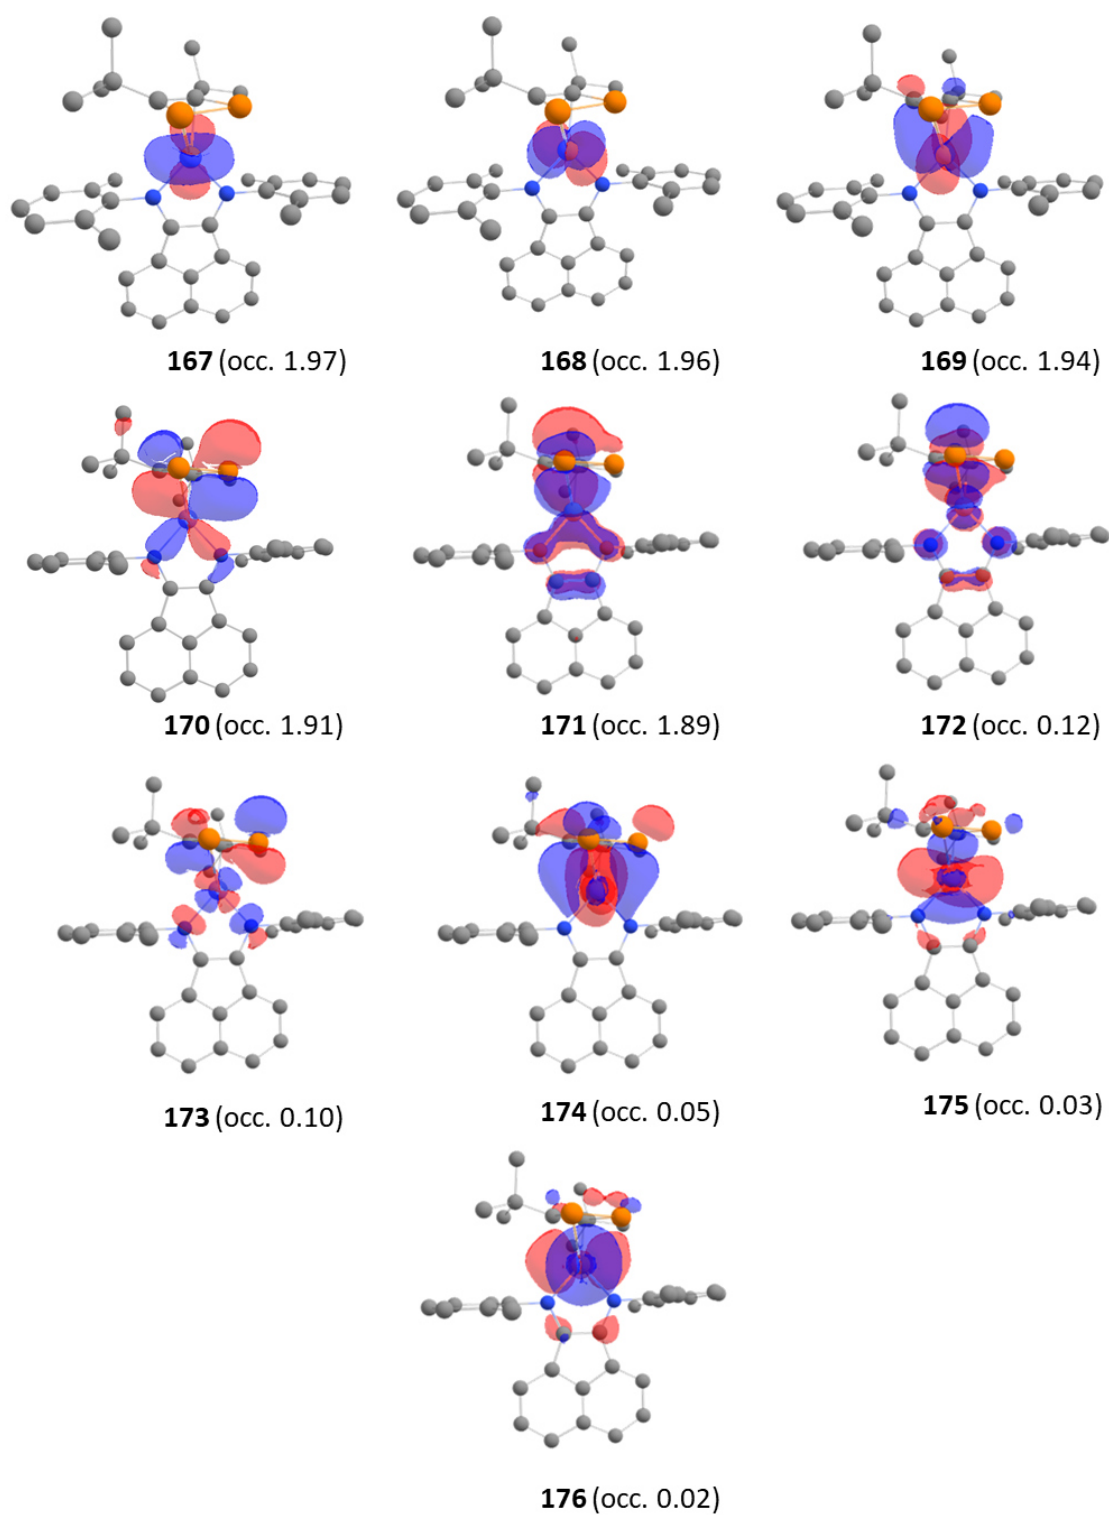 167 (occ. 1.97)
168 (occ. 1.96)
169 (occ. 1.94)
170 (occ. 1.91)
171 (occ. 1.89)
172 (occ. 0.12)
173 (occ. 0.10)
174 (occ. 0.05)
175 (occ. 0.03)
176 (occ. 0.02)